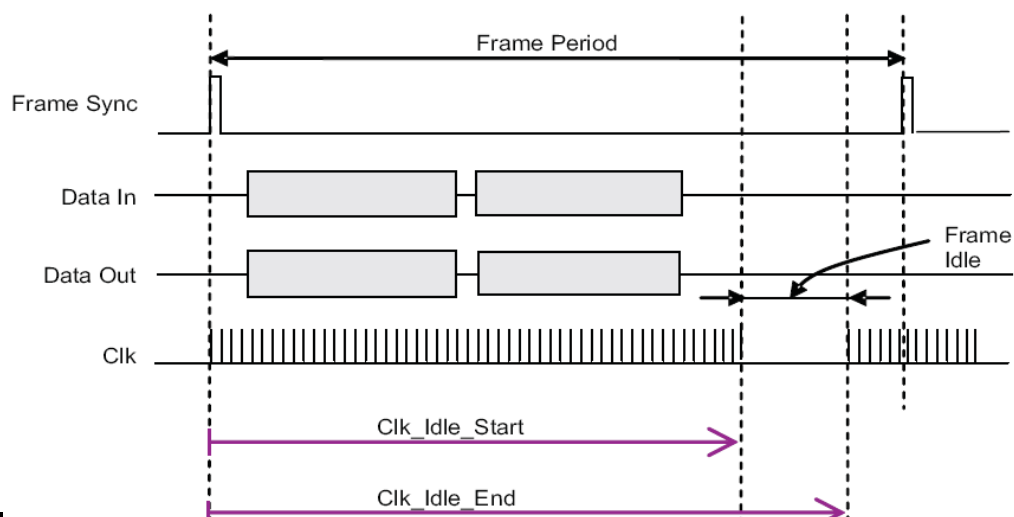 Frame Period
Frame Sync
Data In
Data Out
Frame
Idle
Clk
Clk_Idle_Start
Clk_Idle_End